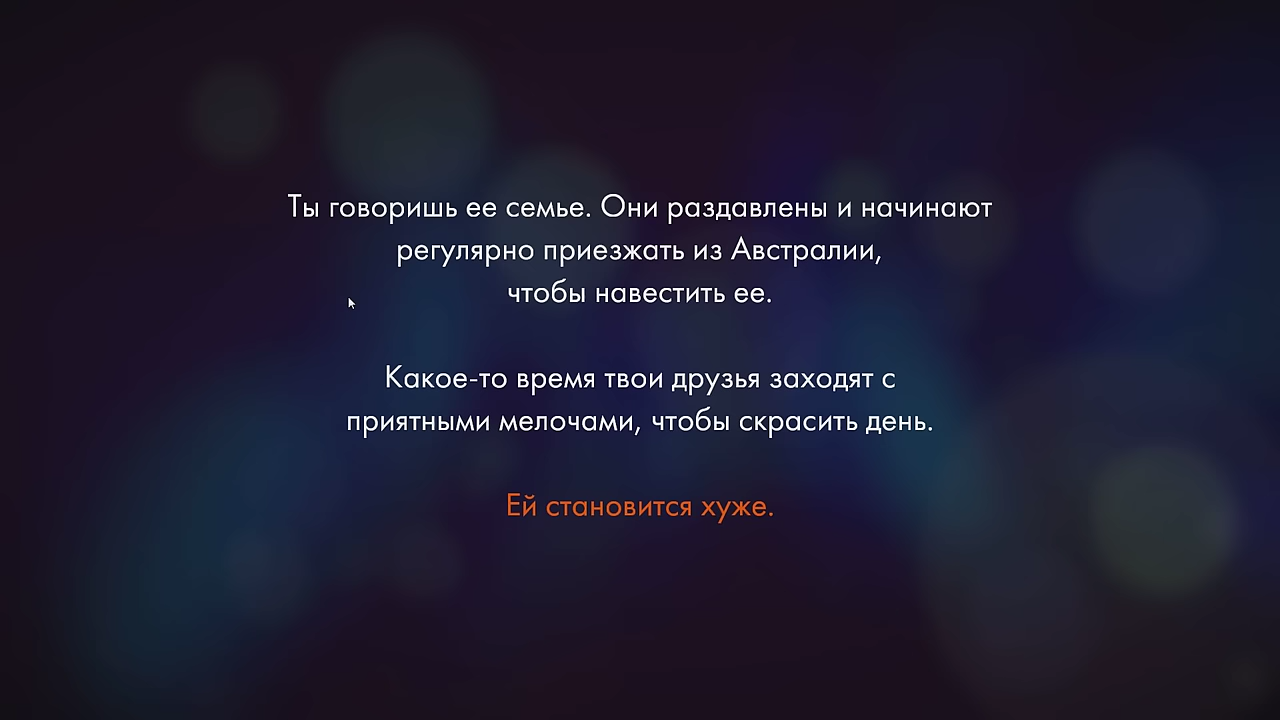 Ты говоришь ее семье. Они раздавлены и начинают
регулярно приезжать из Австралии,
чтобы навестить ее.
Какое-то время твои друзья заходят с
приятными мелочами, чтобы скрасить день.
Ей становится хуже.